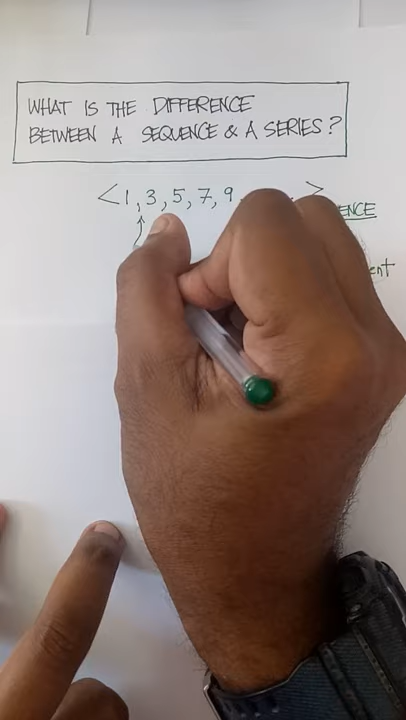 WHAT IS THE DIFFERENCE
BETWEEN A SEQUENCE & A SERIES?
<1, 3, 5, 7, 9, >